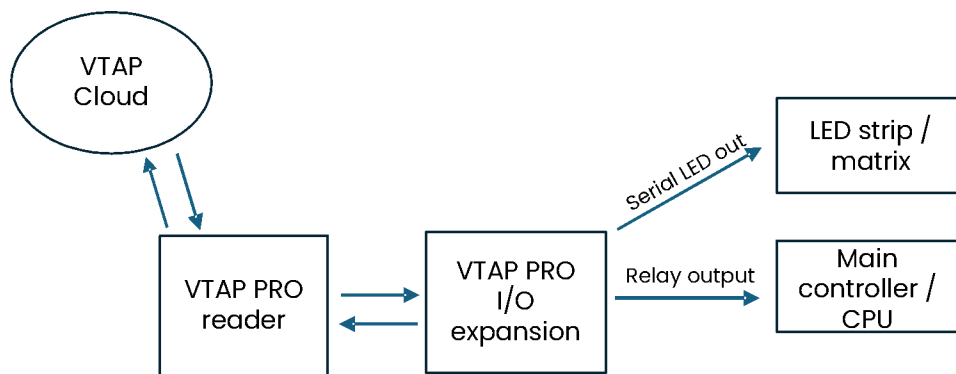 VTAP
Cloud
LED strip /
matrix
Serial LED out
VTAP PRO
reader
VTAP PRO
I/O
expansion
Relay output
Main
controller /
CPU